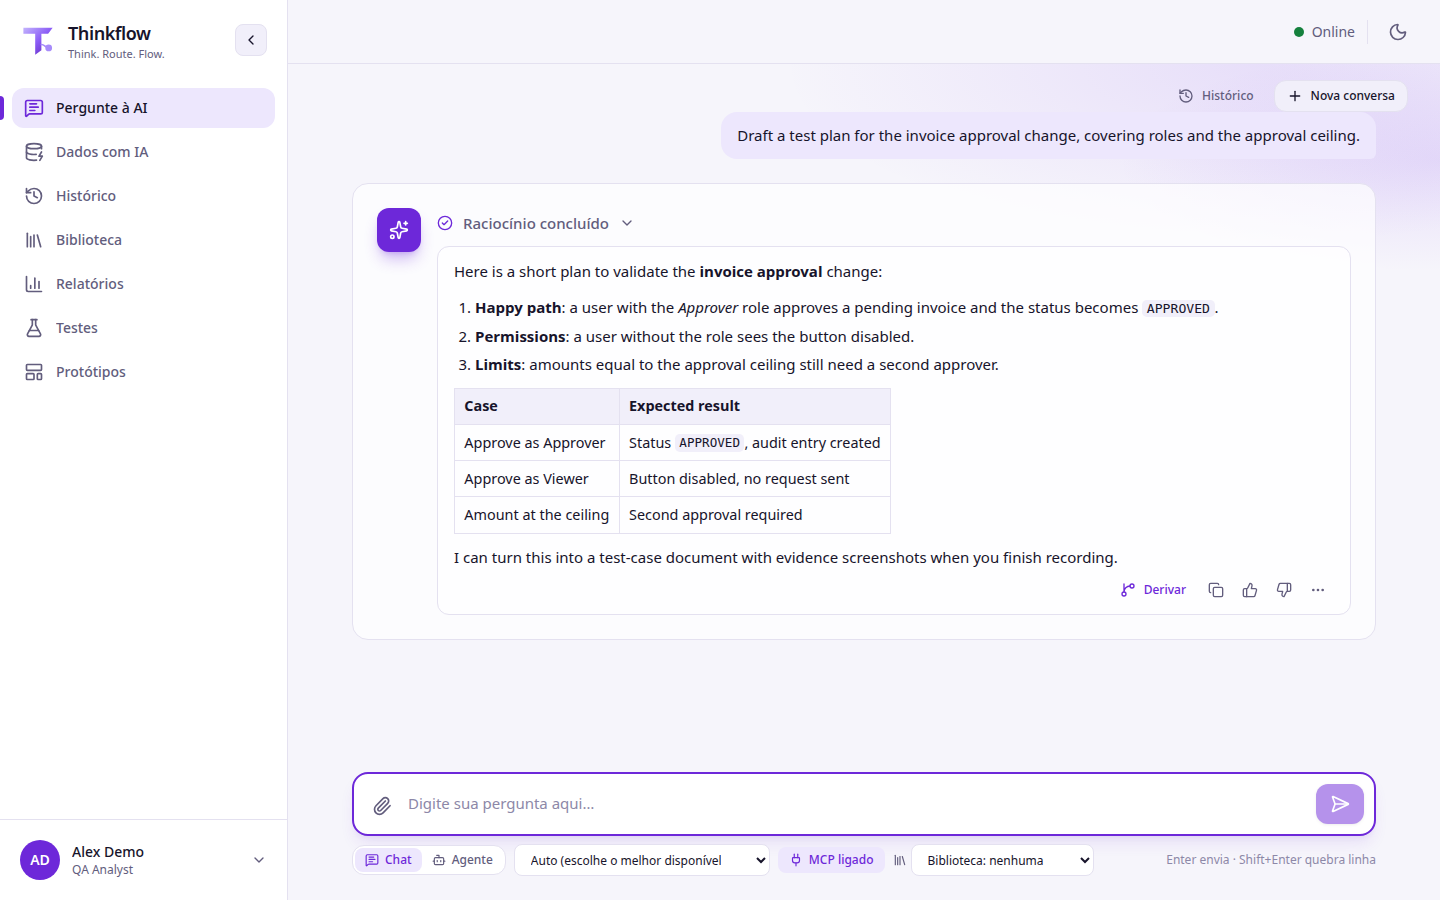 Thinkflow
Think. Route. Flow.
Pergunte à AI
Dados com IA
Histórico
Biblioteca
Relatórios
Testes
Protótipos
AD
Alex Demo
QA Analyst
Online
Histórico
Nova conversa
Draft a test plan for the invoice approval change, covering roles and the approval ceiling.
Raciocínio concluído
Here is a short plan to validate the invoice approval change:
1. Happy path: a user with the Approver role approves a pending invoice and the status becomes APPROVED.
2. Permissions: a user without the role sees the button disabled.
3. Limits: amounts equal to the approval ceiling still need a second approver.
Case Expected result
Approve as Approver Status APPROVED, audit entry created
Approve as Viewer Button disabled, no request sent
Amount at the ceiling Second approval required
I can turn this into a test-case document with evidence screenshots when you finish recording.
Derivar
Digite sua pergunta aqui...
Chat Agente Auto (escolhe o melhor disponível MCP ligado Biblioteca: nenhuma Enter envia · Shift+Enter quebra linha